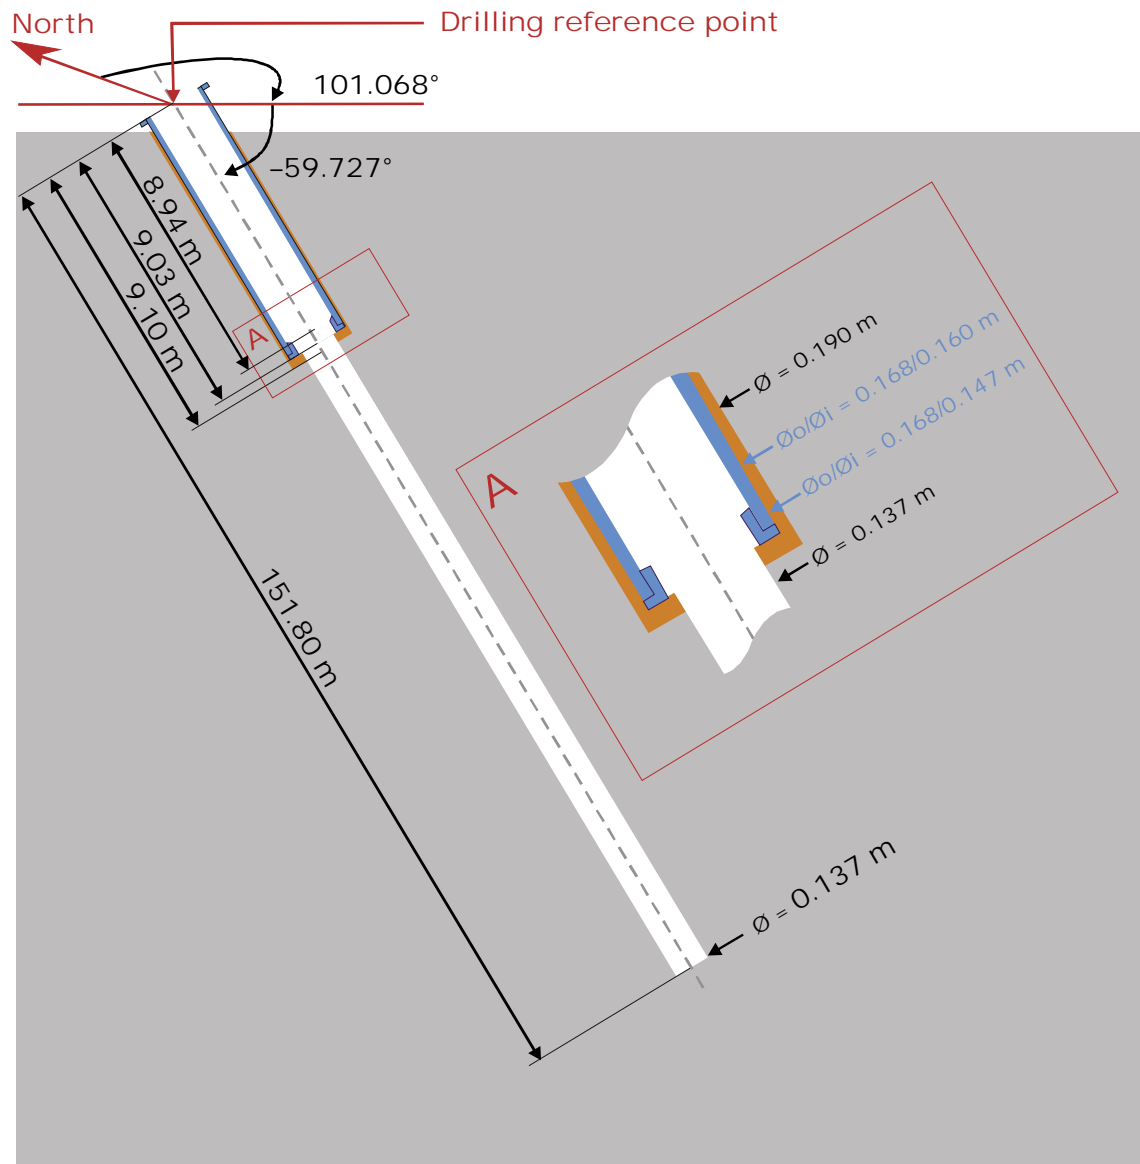 North
Drilling reference point
101.068°
–59.727°
8.94 m
9.03 m
9.10 m
151.80 m
A
A
Ø = 0.190 m
Øo/Øi = 0.168/0.160 m
Øo/Øi = 0.168/0.147 m
Ø = 0.137 m
Ø = 0.137 m